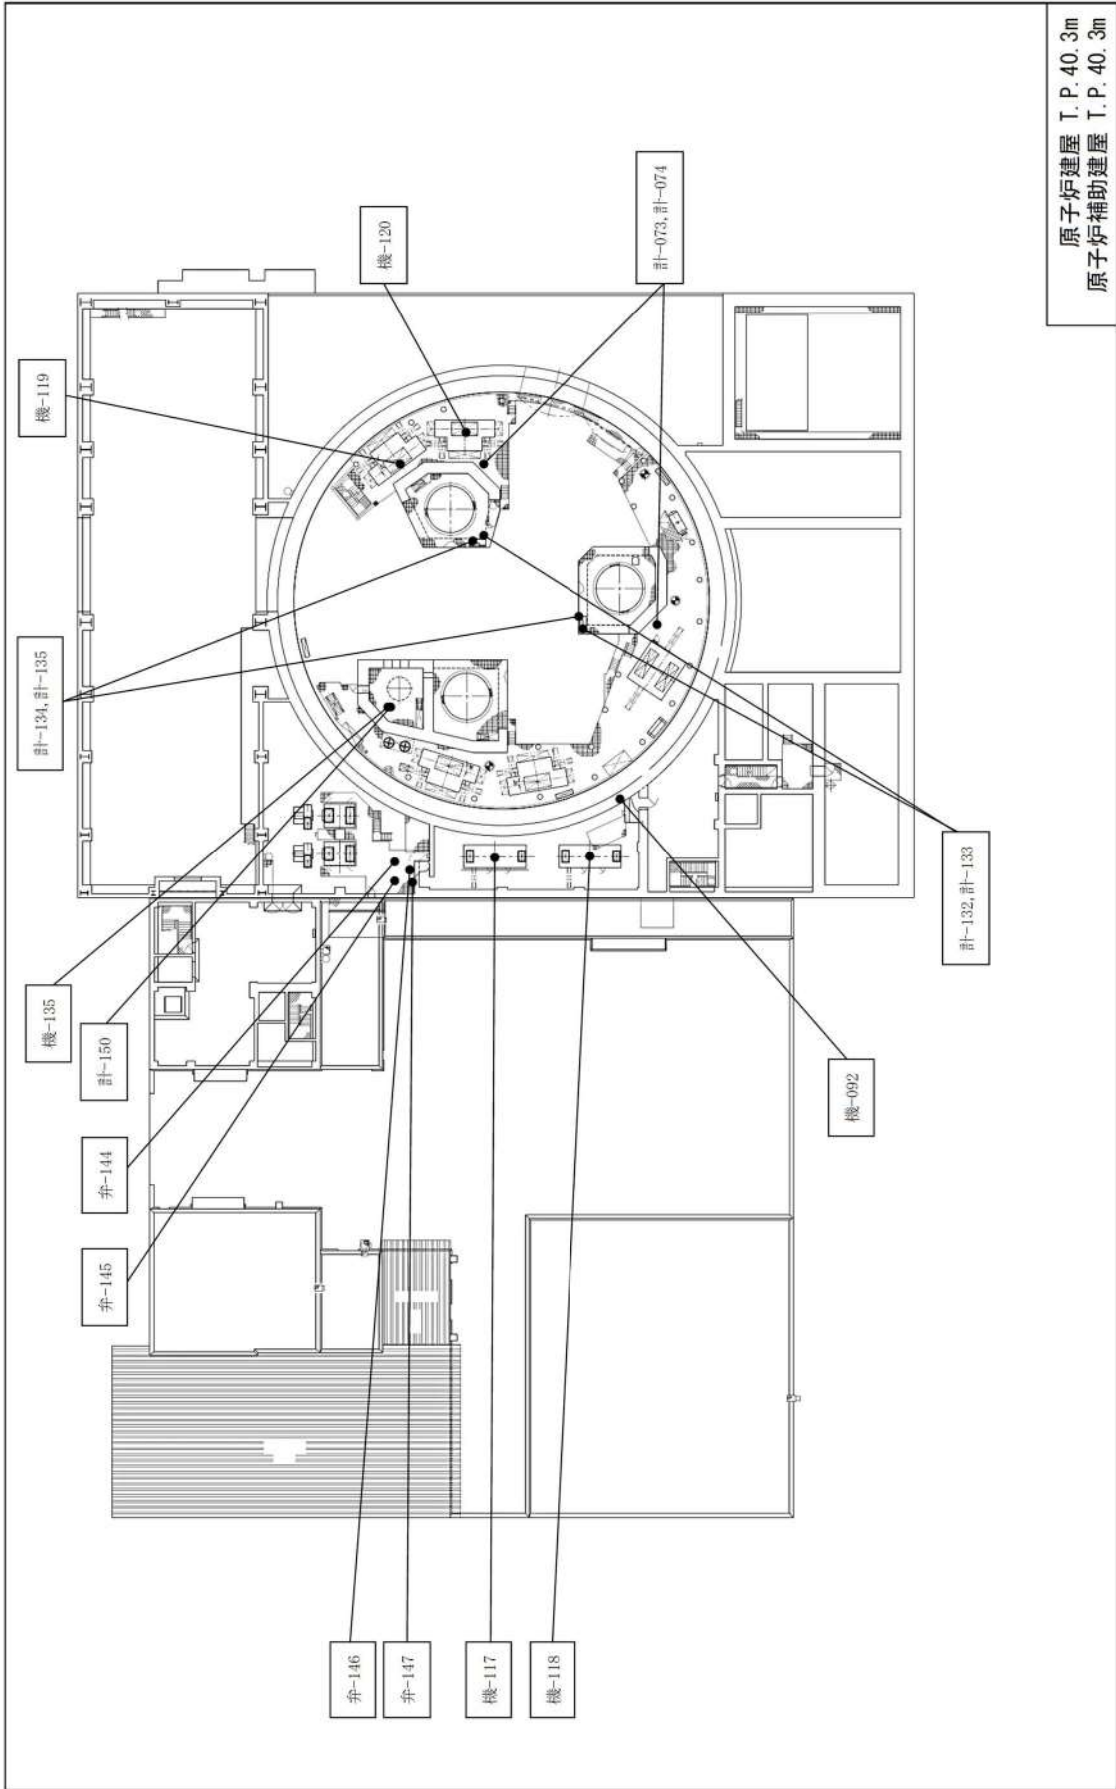 機-119
機-120
計-073, 計-074
計-134, 計-135
機-135
計-150
弁-144
弁-145
弁-146
弁-147
機-117
機-118
機-092
計-132, 計-133
原子炉建屋 T.P. 40.3m
原子炉補助建屋 T.P. 40.3m